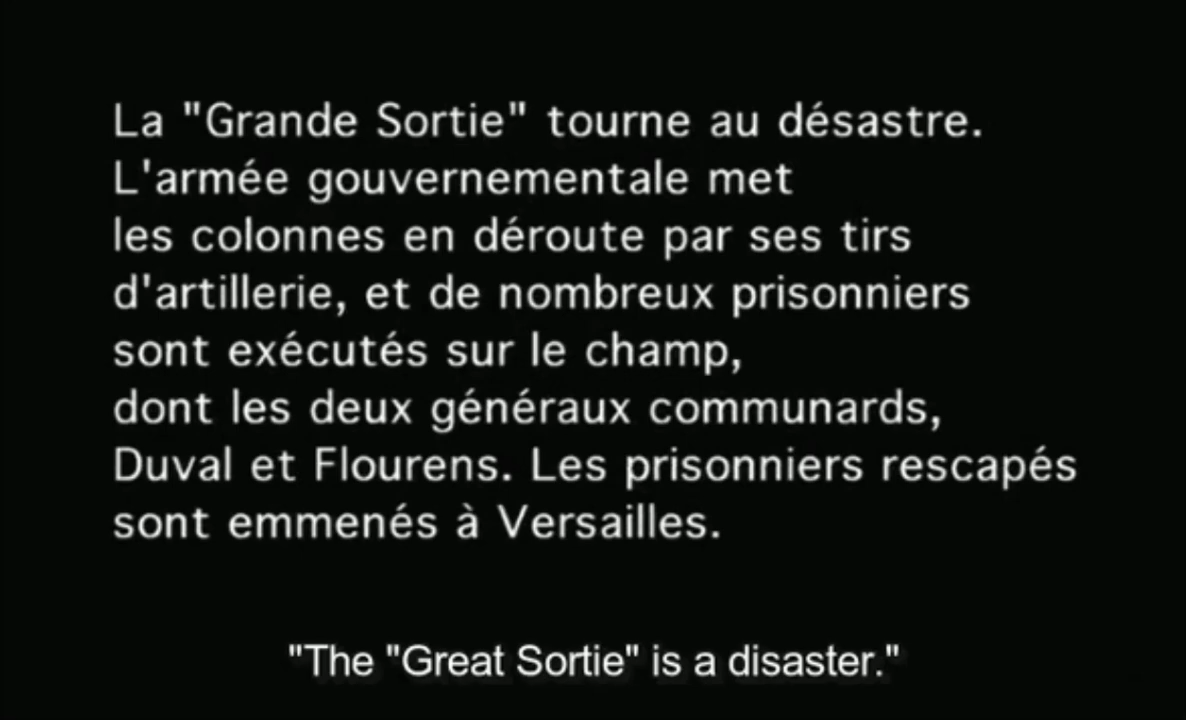 La "Grande Sortie" tourne au désastre.
L'armée gouvernementale met
les colonnes en déroute par ses tirs
d'artillerie, et de nombreux prisonniers
sont exécutés sur le champ,
dont les deux généraux communards,
Duval et Flourens. Les prisonniers rescapés
sont emmenés à Versailles.
"The "Great Sortie" is a disaster."